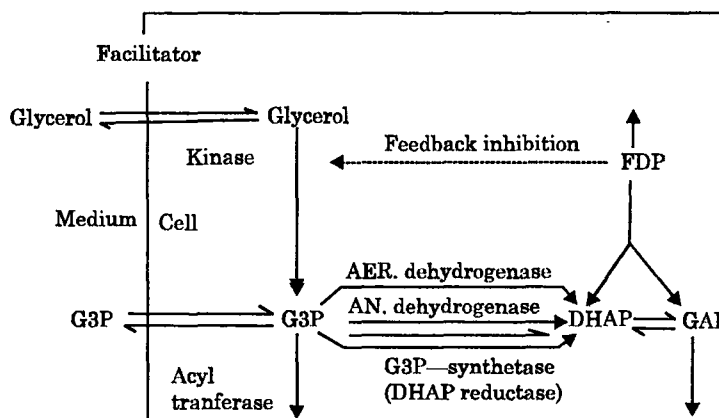 Facilitator
Glycerol
Glycerol
Kinase
Feedback inhibition
FDP
Medium
Cell
AER. dehydrogenase
G3P
G3P
AN. dehydrogenase
DHAP
GAP
G3P—synthetase
(DHAP reductase)
Acyl
tranferase